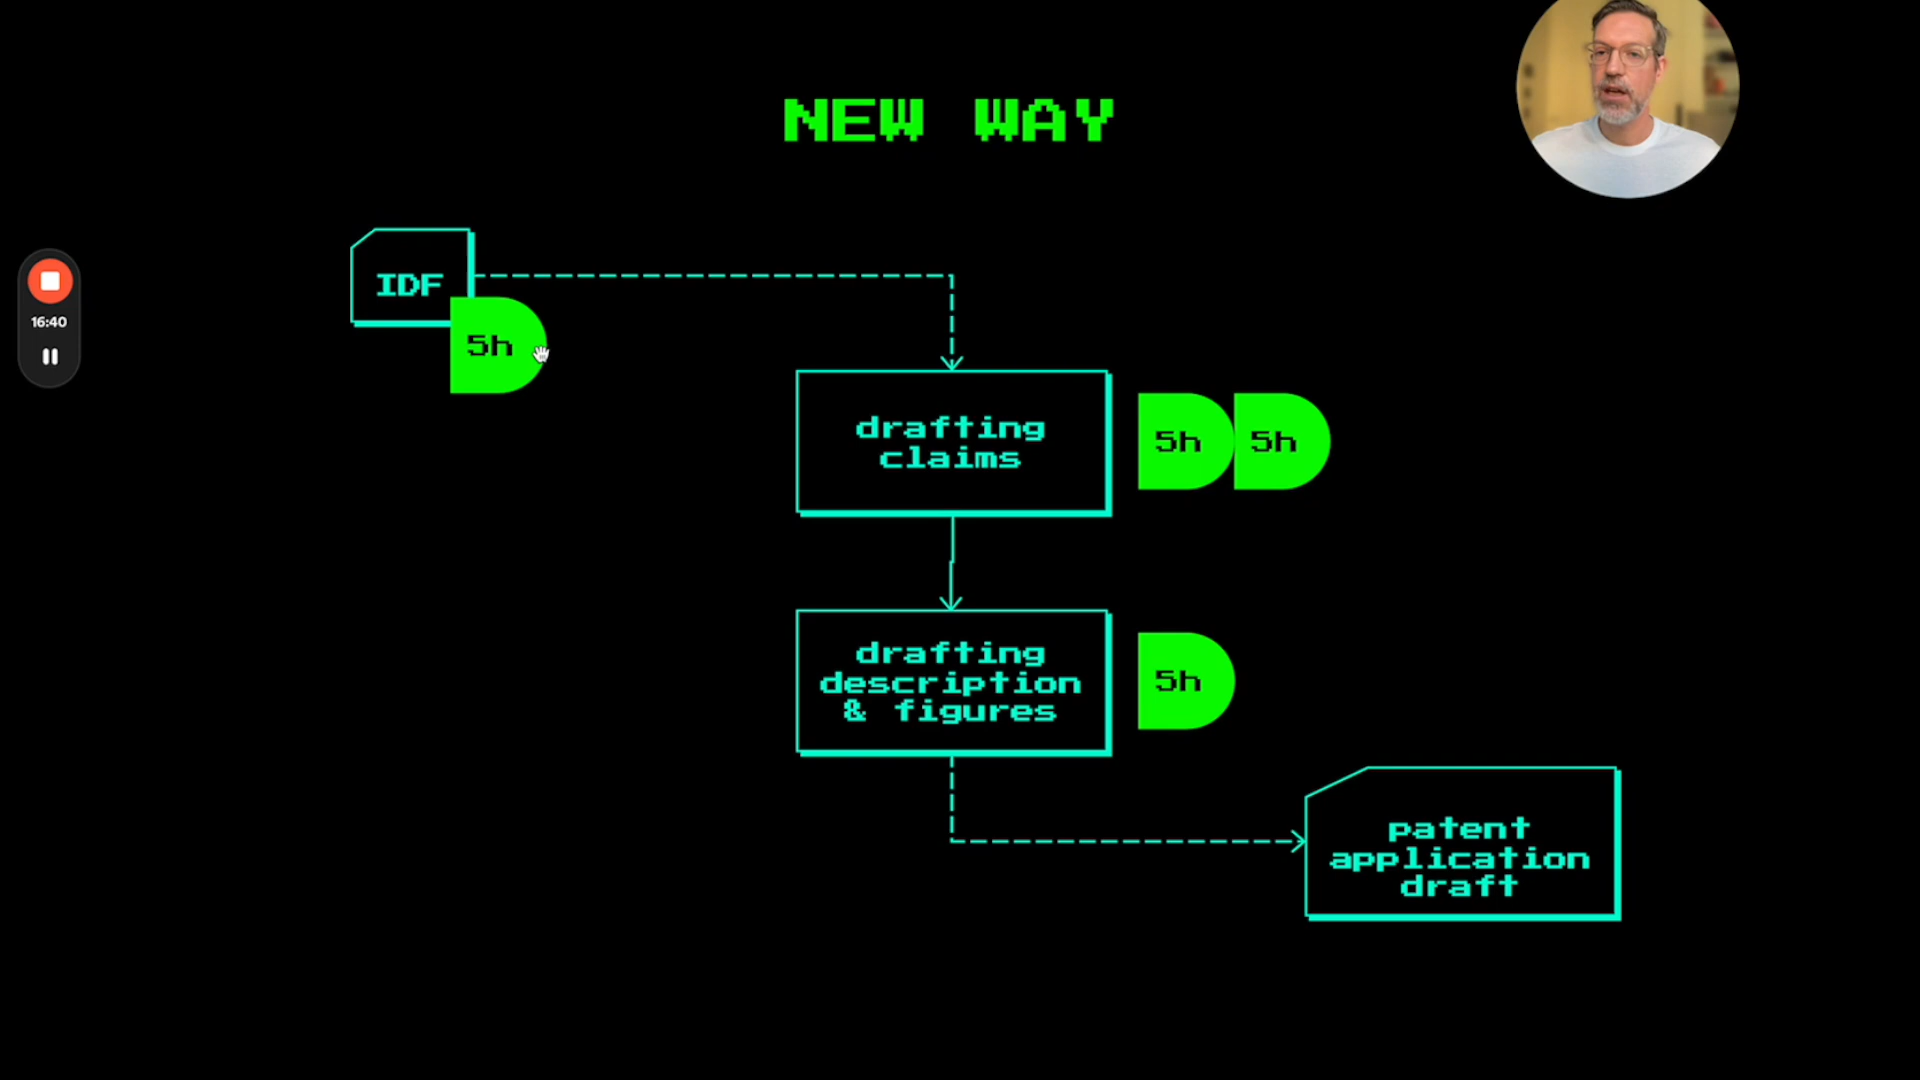 NEW WAY
IDF
5h
16:40
drafting
claims
5h
5h
drafting
description
& figures
5h
patent
application
draft